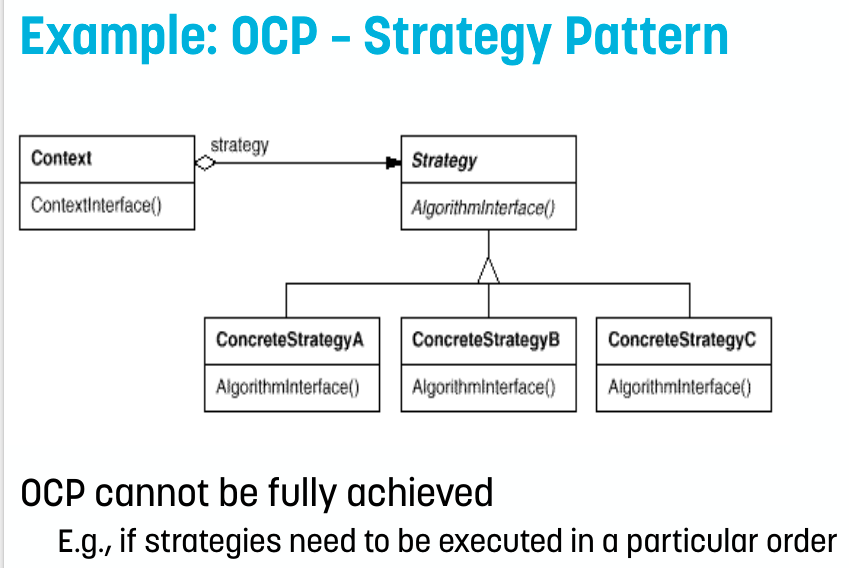 Example: OCP – Strategy Pattern
strategy
Context
Strategy
ContextInterface()
AlgorithmInterface()
ConcreteStrategyA
ConcreteStrategyB
ConcreteStrategyC
AlgorithmInterface()
AlgorithmInterface()
AlgorithmInterface()
OCP cannot be fully achieved
E.g., if strategies need to be executed in a particular order